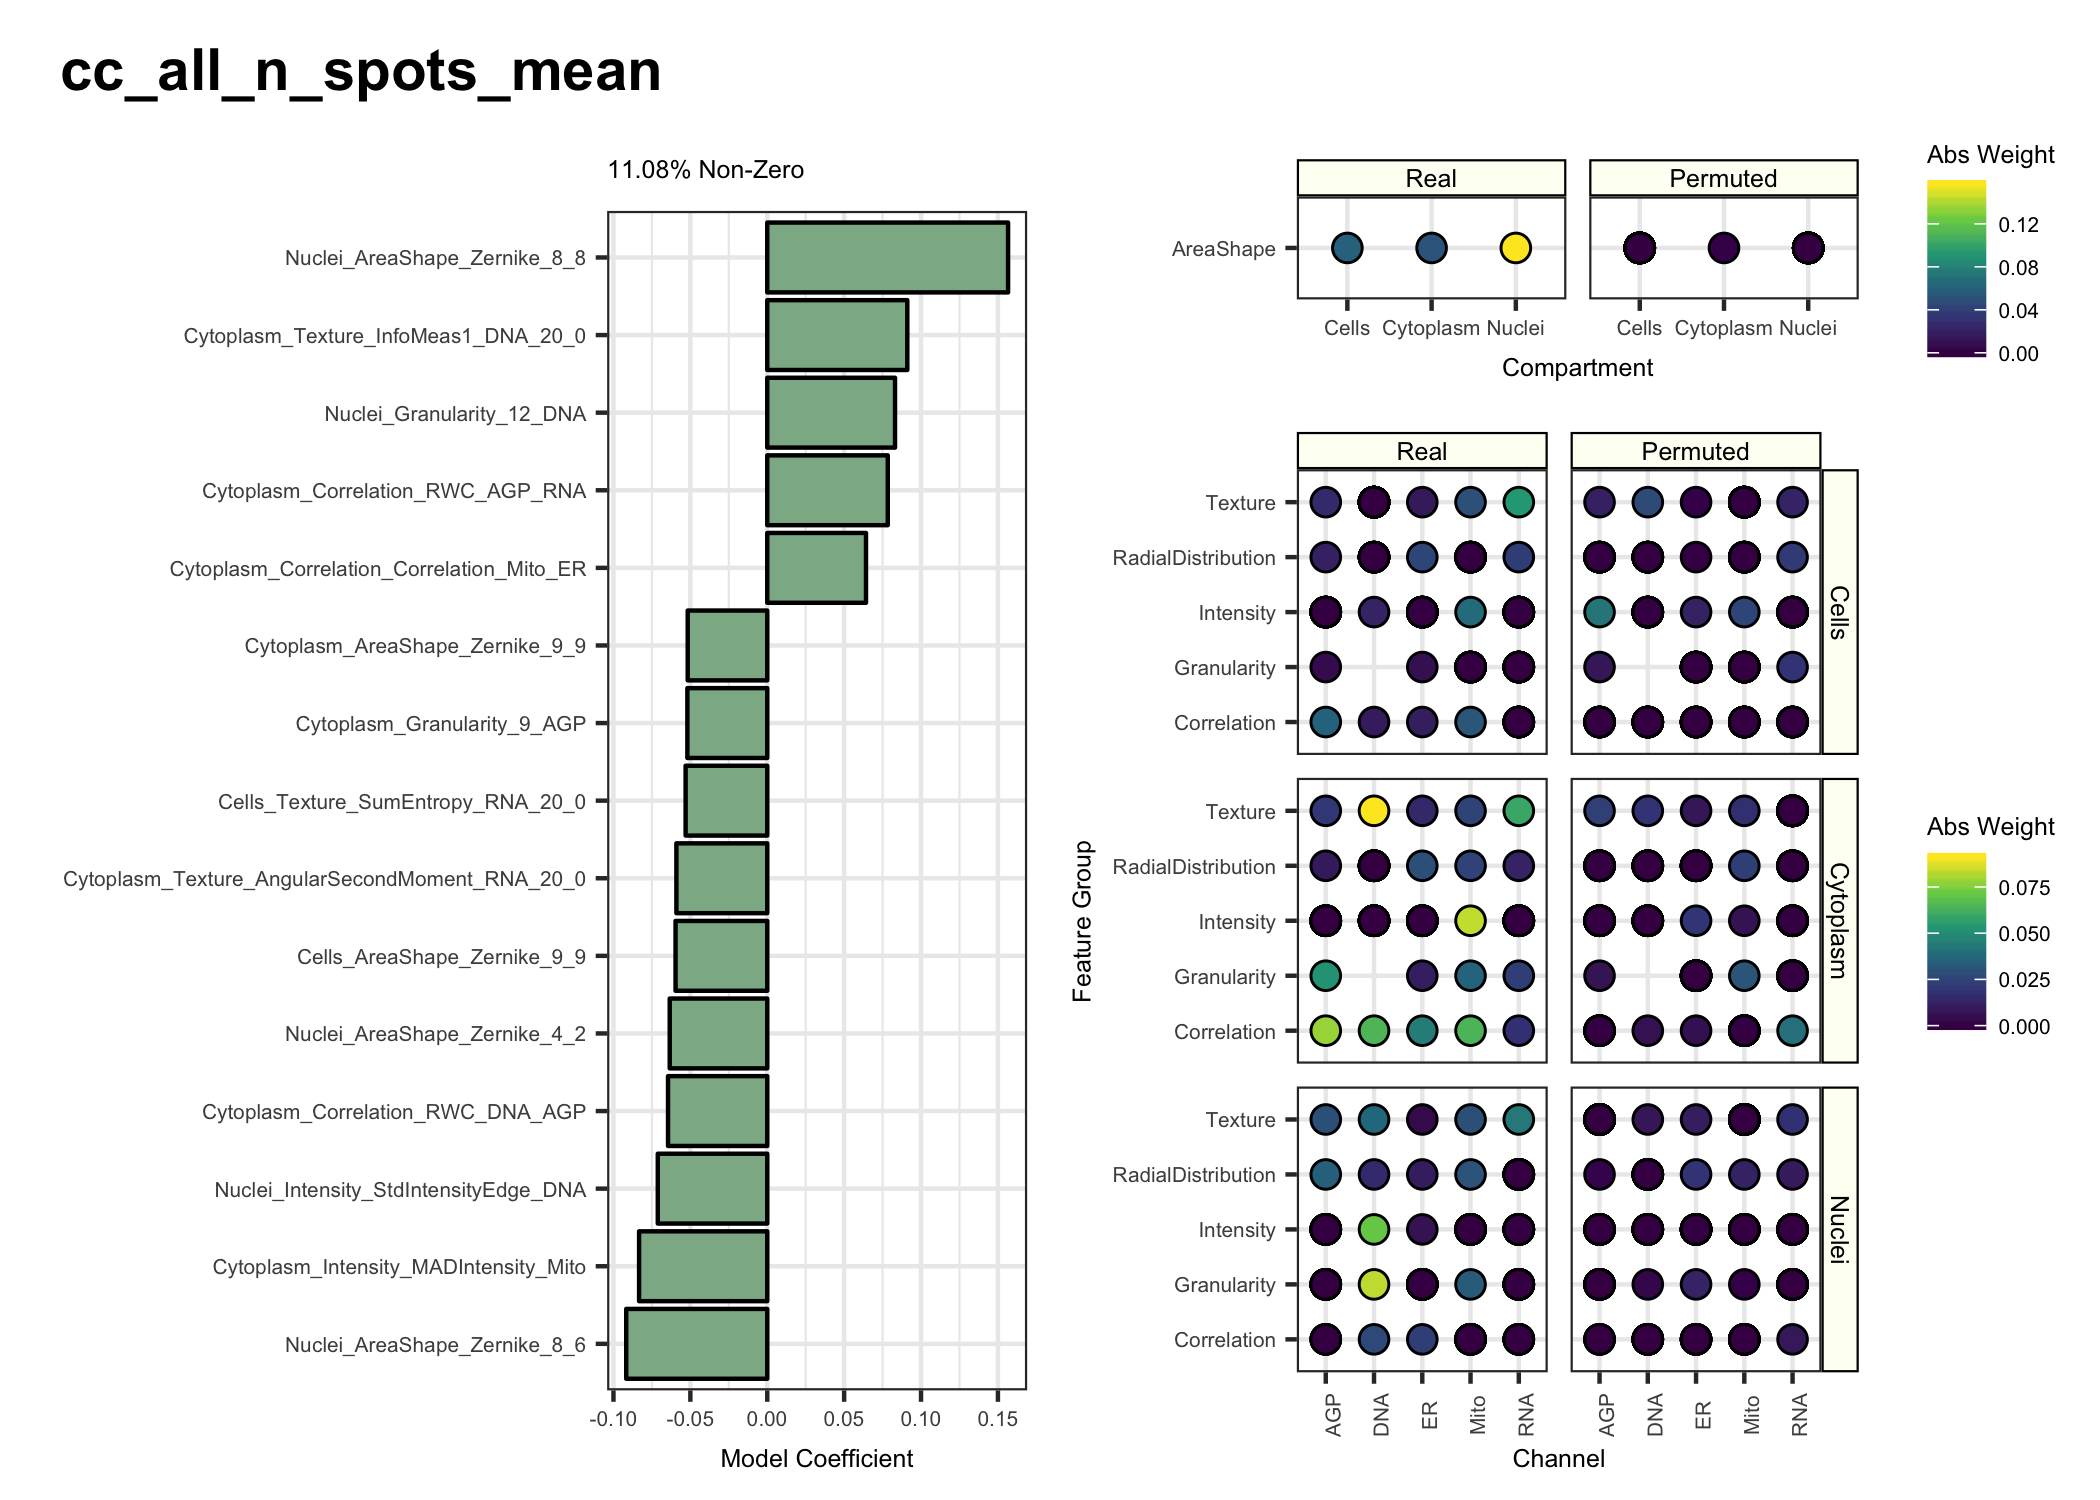 cc_all_n_spots_mean
11.08% Non-Zero
Nuclei_AreaShape_Zernike_8_8
Cytoplasm_Texture_InfoMeas1_DNA_20_0
Nuclei_Granularity_12_DNA
Cytoplasm_Correlation_RWC_AGP_RNA
Cytoplasm_Correlation_Correlation_Mito_ER
Cytoplasm_AreaShape_Zernike_9_9
Cytoplasm_Granularity_9_AGP
Cells_Texture_SumEntropy_RNA_20_0
Cytoplasm_Texture_AngularSecondMoment_RNA_20_0
Cells_AreaShape_Zernike_9_9
Nuclei_AreaShape_Zernike_4_2
Cytoplasm_Correlation_RWC_DNA_AGP
Nuclei_Intensity_StdIntensityEdge_DNA
Cytoplasm_Intensity_MADIntensity_Mito
Nuclei_AreaShape_Zernike_8_6
-0.10 -0.05 0.00 0.05 0.10 0.15
Model Coefficient
Real Permuted
AreaShape
Cells Cytoplasm Nuclei Cells Cytoplasm Nuclei
Compartment
Abs Weight
0.12
0.08
0.04
0.00
Real Permuted
Feature Group
Texture
RadialDistribution
Intensity
Granularity
Correlation
Cells
Texture
RadialDistribution
Intensity
Granularity
Correlation
Cytoplasm
Texture
RadialDistribution
Intensity
Granularity
Correlation
Nuclei
AGP DNA ER Mito RNA AGP DNA ER Mito RNA
Channel
Abs Weight
0.075
0.050
0.025
0.000